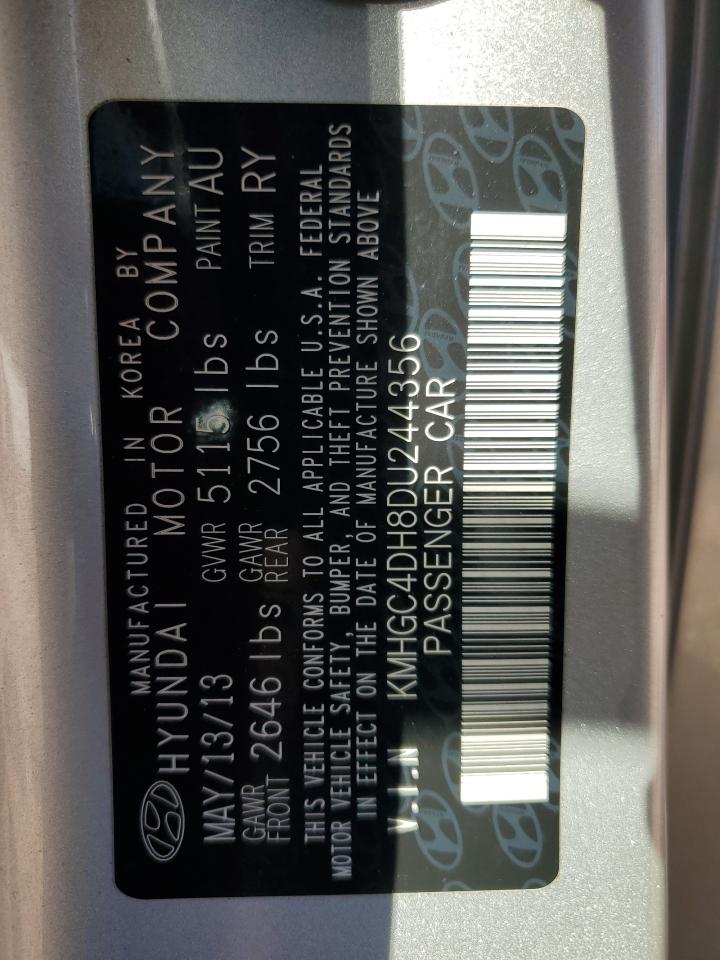 MANUFACTURED IN KOREA BY
HYUNDAI MOTOR COMPANY
MAY/13/13 GVWR 5115 lbs PAINT AU
GAWR FRONT 2646 lbs GAWR REAR 2756 lbs TRIM RY
THIS VEHICLE CONFORMS TO ALL APPLICABLE U.S.A. FEDERAL
MOTOR VEHICLE SAFETY, BUMPER, AND THEFT PREVENTION STANDARDS
IN EFFECT ON THE DATE OF MANUFACTURE SHOWN ABOVE
V.I.N KMHGC4DH8DU244356
PASSENGER CAR